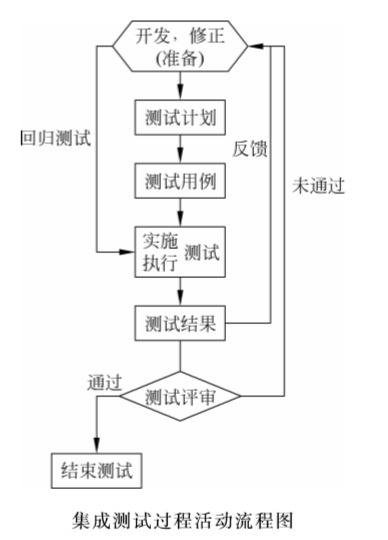 开发，修正
(准备)
测试计划
回归测试
反馈
测试用例
未通过
实施
执行
测试
测试结果
通过
测试评审
结束测试
集成测试过程活动流程图